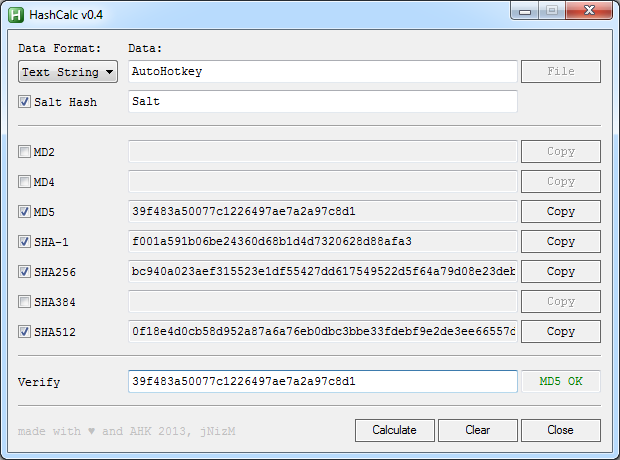 HashCalc v0.4
Data Format: Data:
Text String AutoHotkey File
Salt Hash Salt
MD2 Copy
MD4 Copy
MD5 39f483a50077c1226497ae7a2a97c8d1 Copy
SHA-1 f001a591b06be24360d68b1d4d7320628d88afa3 Copy
SHA256 bc940a023aef315523e1df55427dd617549522d5f64a79d08e23deb Copy
SHA384 Copy
SHA512 0f18e4d0cb58d952a87a6a76eb0dbc3bbe33fdebf9e2de3ee66557d Copy
Verify 39f483a50077c1226497ae7a2a97c8d1 MD5 OK
made with ♥ and AHK 2013, jNizM Calculate Clear Close